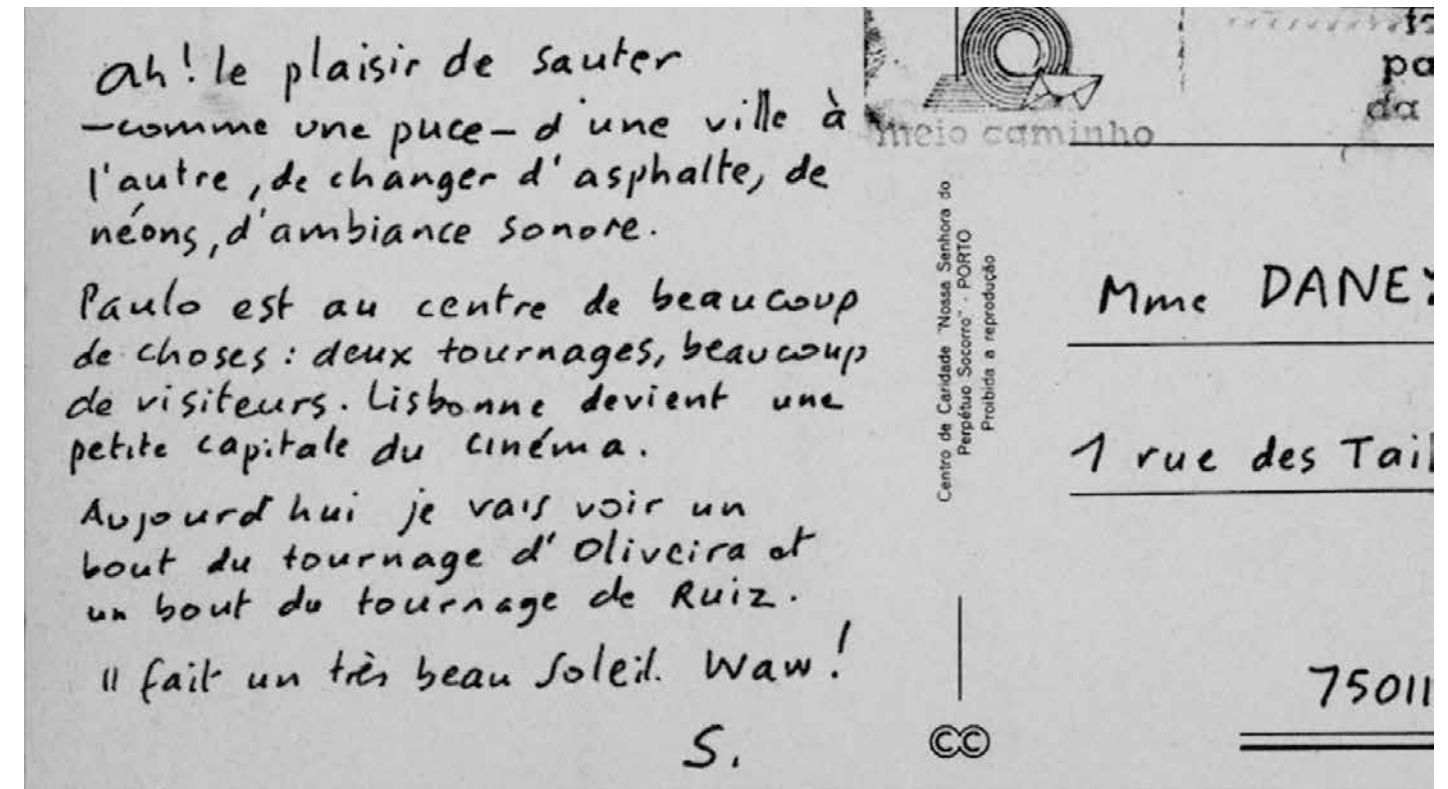 ah! le plaisir de sauter
– comme une puce – d'une ville à
l'autre, de changer d'asphalte, de
néons, d'ambiance sonore.
Paulo est au centre de beaucoup
de choses : deux tournages, beaucoup
de visiteurs. Lisbonne devient une
petite capitale du cinéma.
Aujourd'hui je vais voir un
bout du tournage d'Oliveira et
un bout du tournage de Ruiz.
Il fait un très beau soleil. Waw!
S.
meio caminho
pa
da
Centro de Caridade "Nossa Senhora do
Perpétuo Socorro" - PORTO
Proibida a reprodução
Mme DANEY
1 rue des Tail
75011
CC